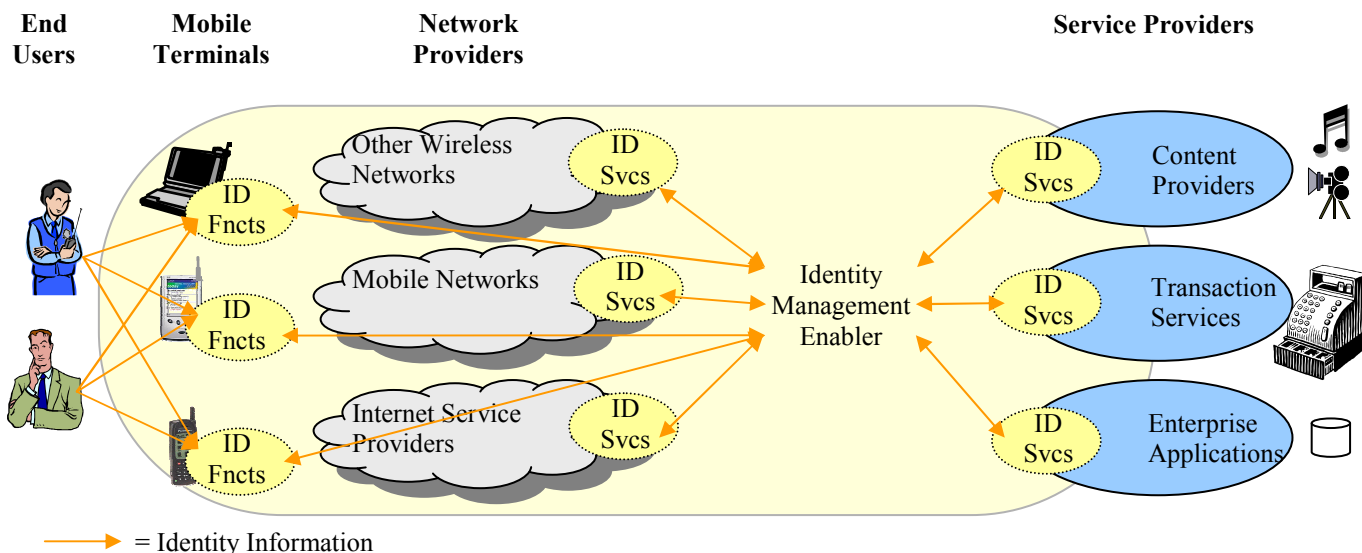 End
Users
Mobile
Terminals
Network
Providers
Service Providers
Other Wireless
Networks
ID
Svcs
ID
Fncts
ID
Svcs
Content
Providers
Mobile Networks
ID
Svcs
ID
Fncts
Identity
Management
Enabler
ID
Svcs
Transaction
Services
Internet Service
Providers
ID
Svcs
ID
Fncts
ID
Svcs
Enterprise
Applications
= Identity Information